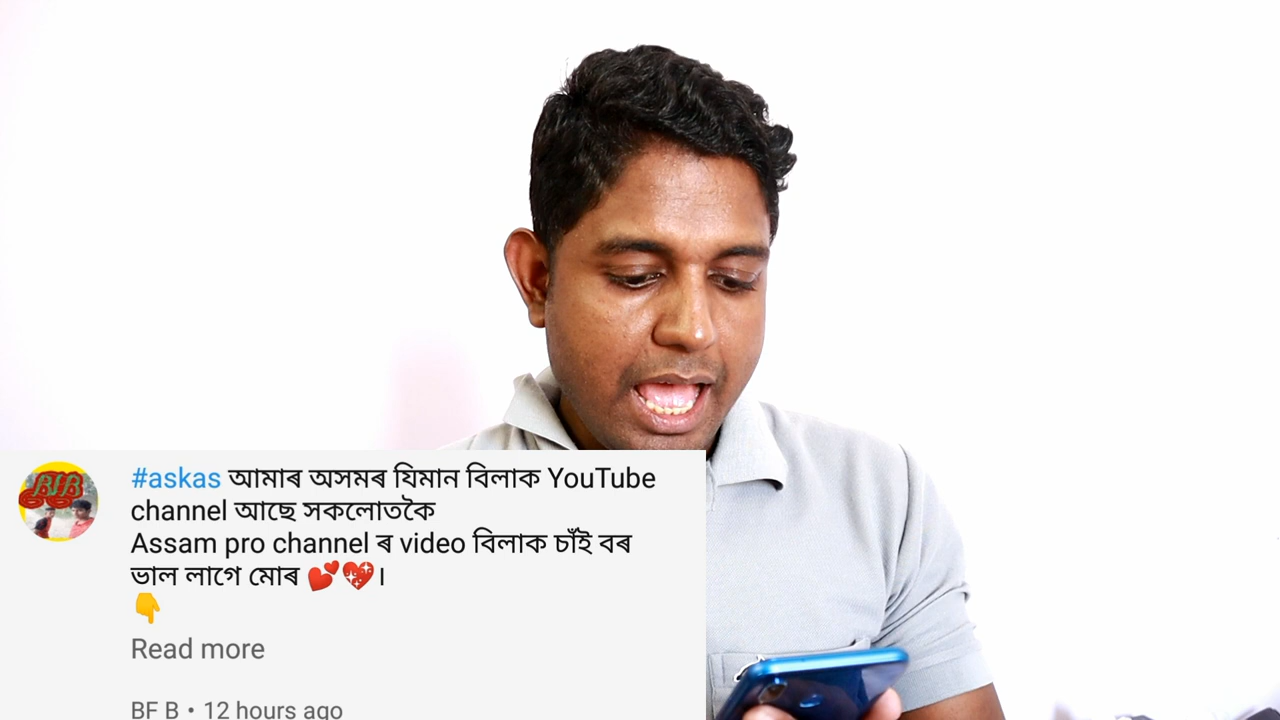 #askas আমাৰ অসমৰ যিমান বিলাক YouTube
channel আছে সকলোতকৈ
Assam pro channel ৰ video বিলাক চাঁই বৰ
ভাল লাগে মোৰ 💕💖।
👇
Read more
BF B • 12 hours ago
BFB